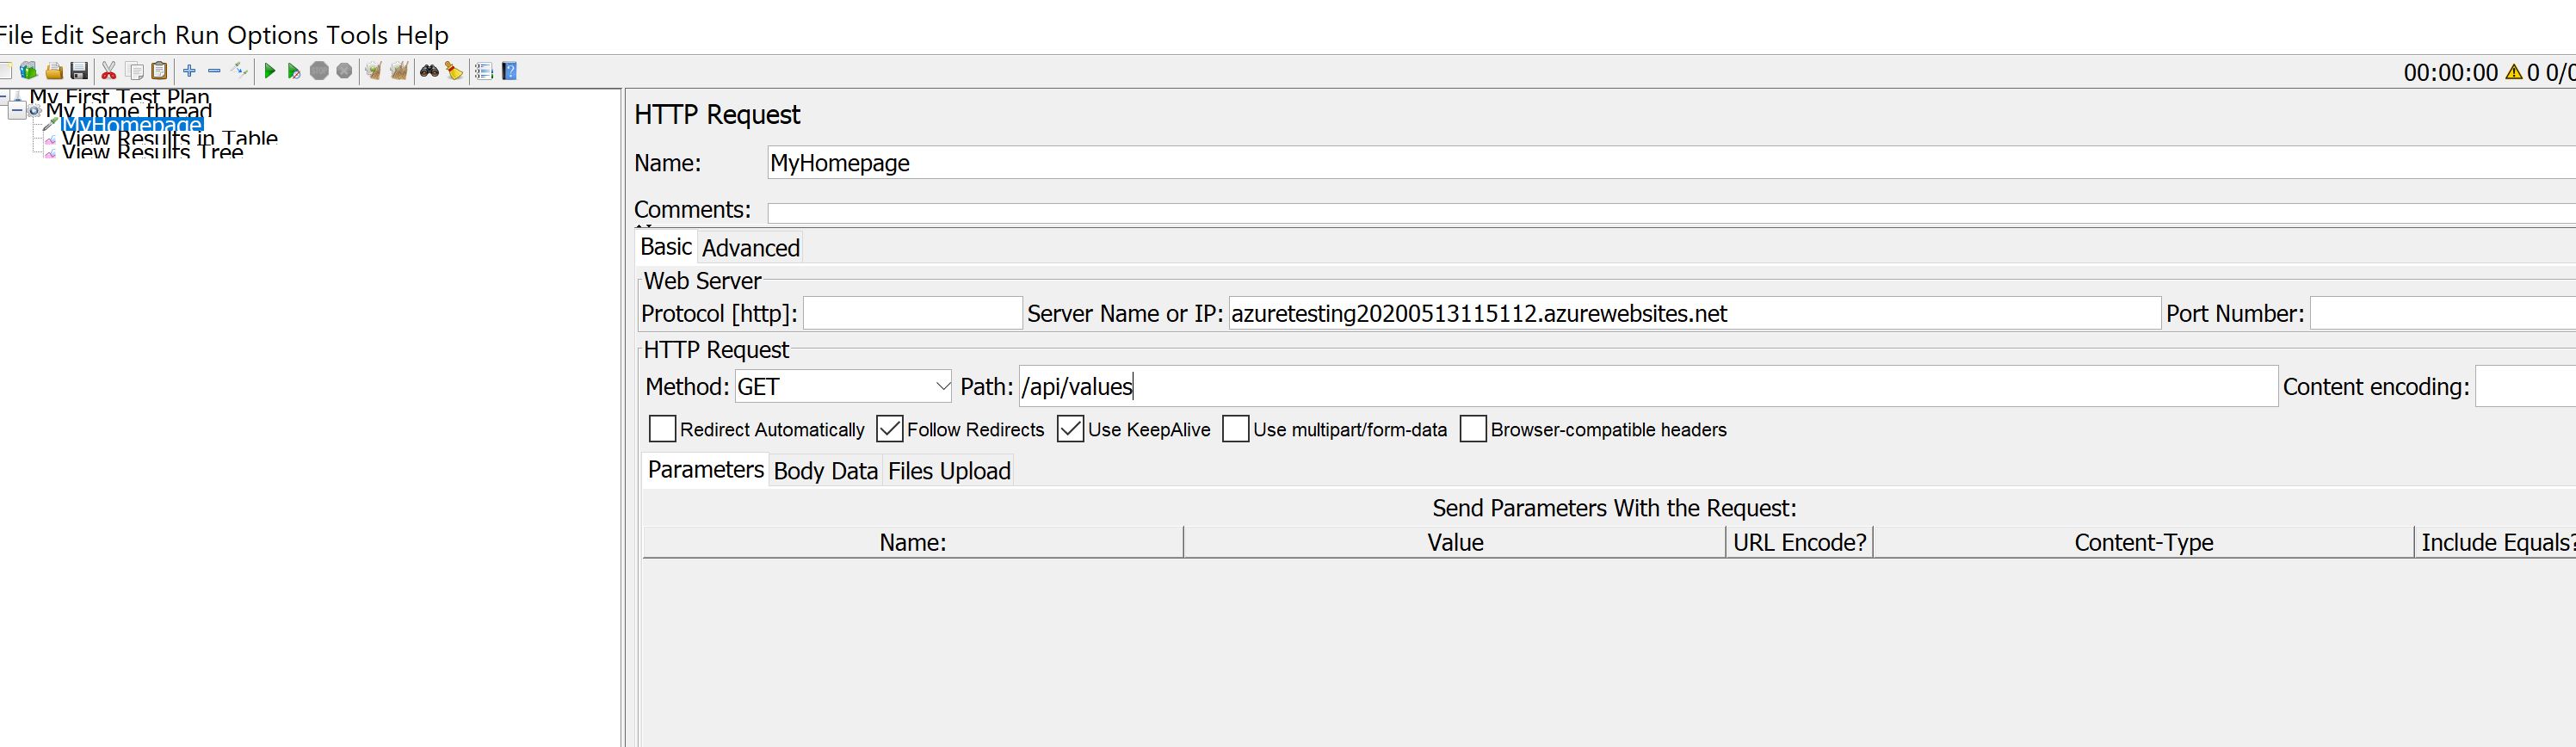 File Edit Search Run Options Tools Help
00:00:00 0 0/0
My First Test Plan
My home thread
MyHomepage
View Results in Table
View Results Tree
HTTP Request
Name: MyHomepage
Comments:
Basic Advanced
Web Server
Protocol [http]: Server Name or IP: azuretesting20200513115112.azurewebsites.net Port Number:
HTTP Request
Method: GET Path: /api/values Content encoding:
Redirect Automatically Follow Redirects Use KeepAlive Use multipart/form-data Browser-compatible headers
Parameters Body Data Files Upload
Send Parameters With the Request:
Name: Value URL Encode? Content-Type Include Equals?